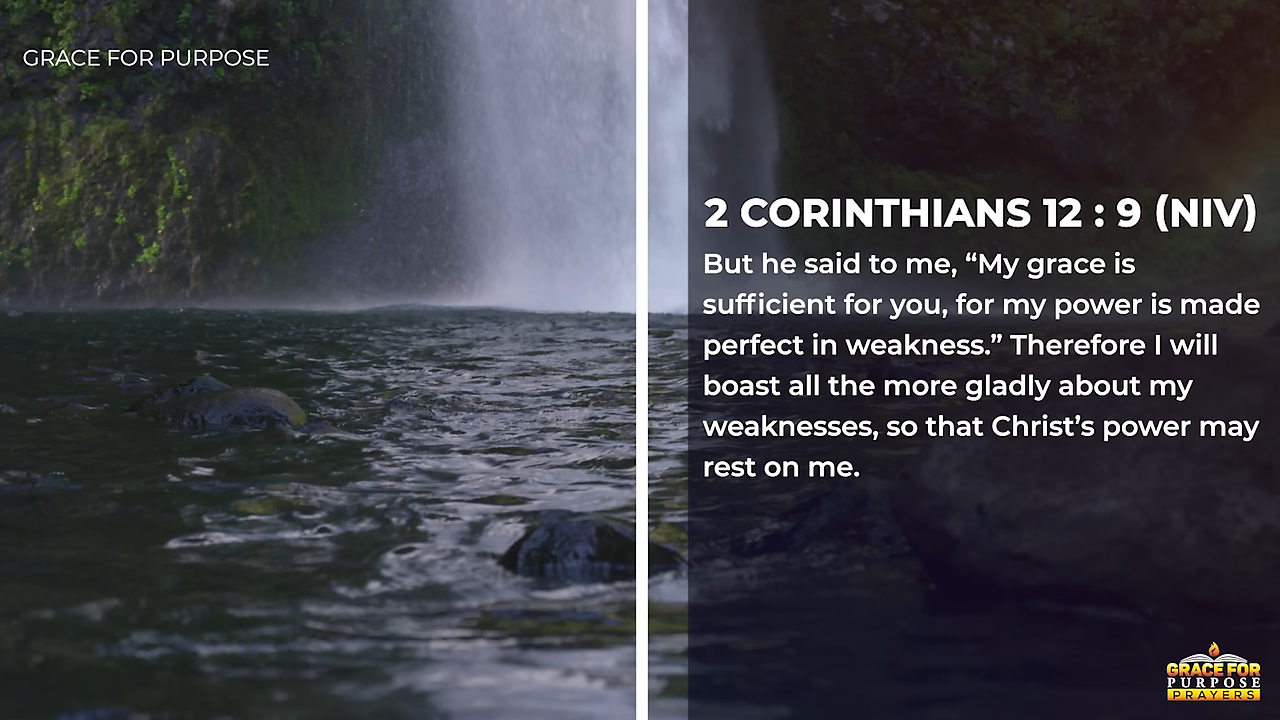 GRACE FOR PURPOSE
2 CORINTHIANS 12 : 9 (NIV)
But he said to me, “My grace is
sufficient for you, for my power is made
perfect in weakness.” Therefore I will
boast all the more gladly about my
weaknesses, so that Christ’s power may
rest on me.
GRACE FOR
PURPOSE
PRAYERS